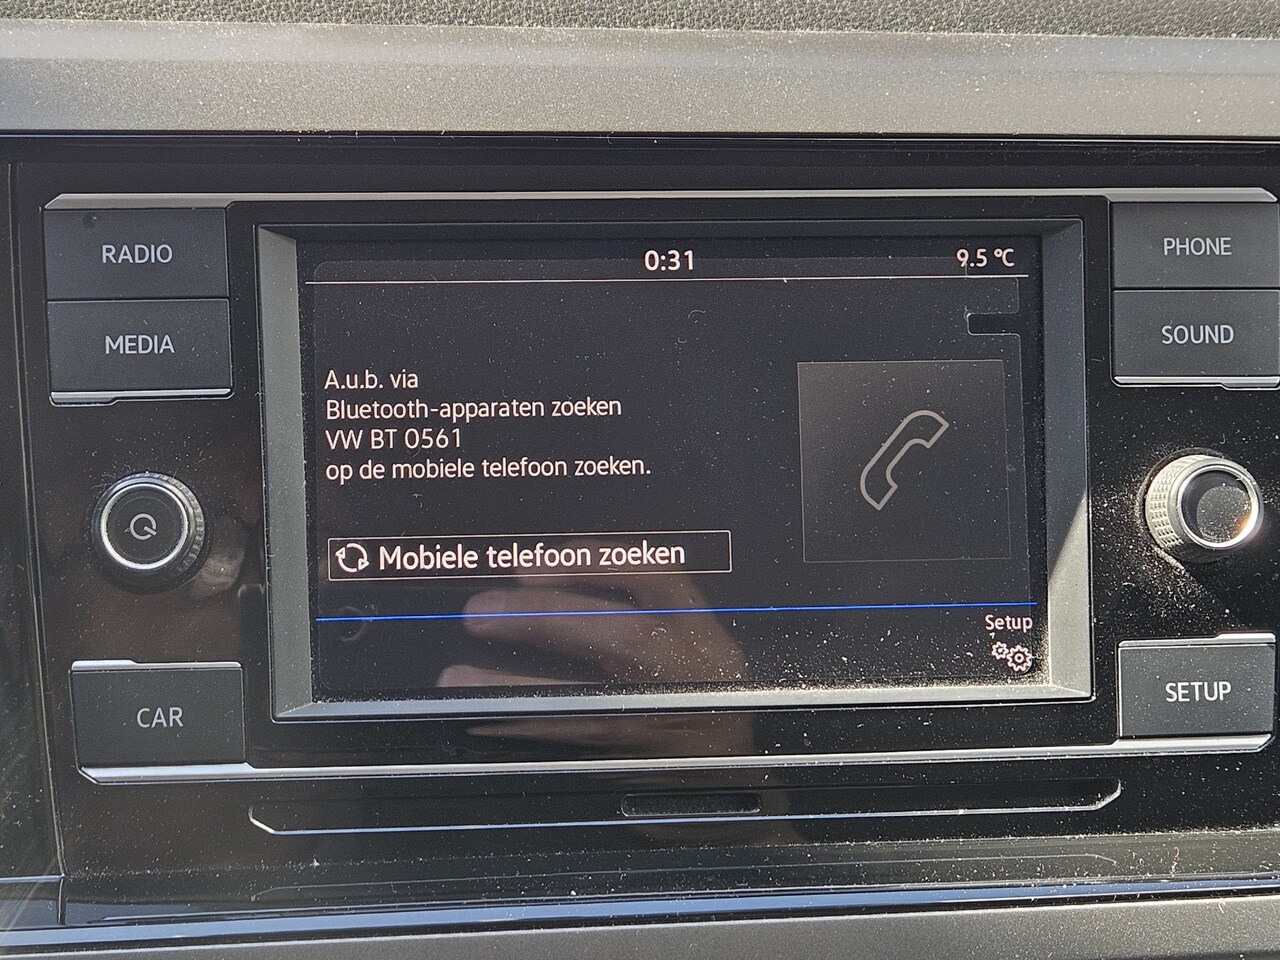 RADIO
MEDIA
CAR
0:31
9.5 °C
A.u.b. via
Bluetooth-apparaten zoeken
VW BT 0561
op de mobiele telefoon zoeken.
Mobiele telefoon zoeken
Setup
PHONE
SOUND
SETUP